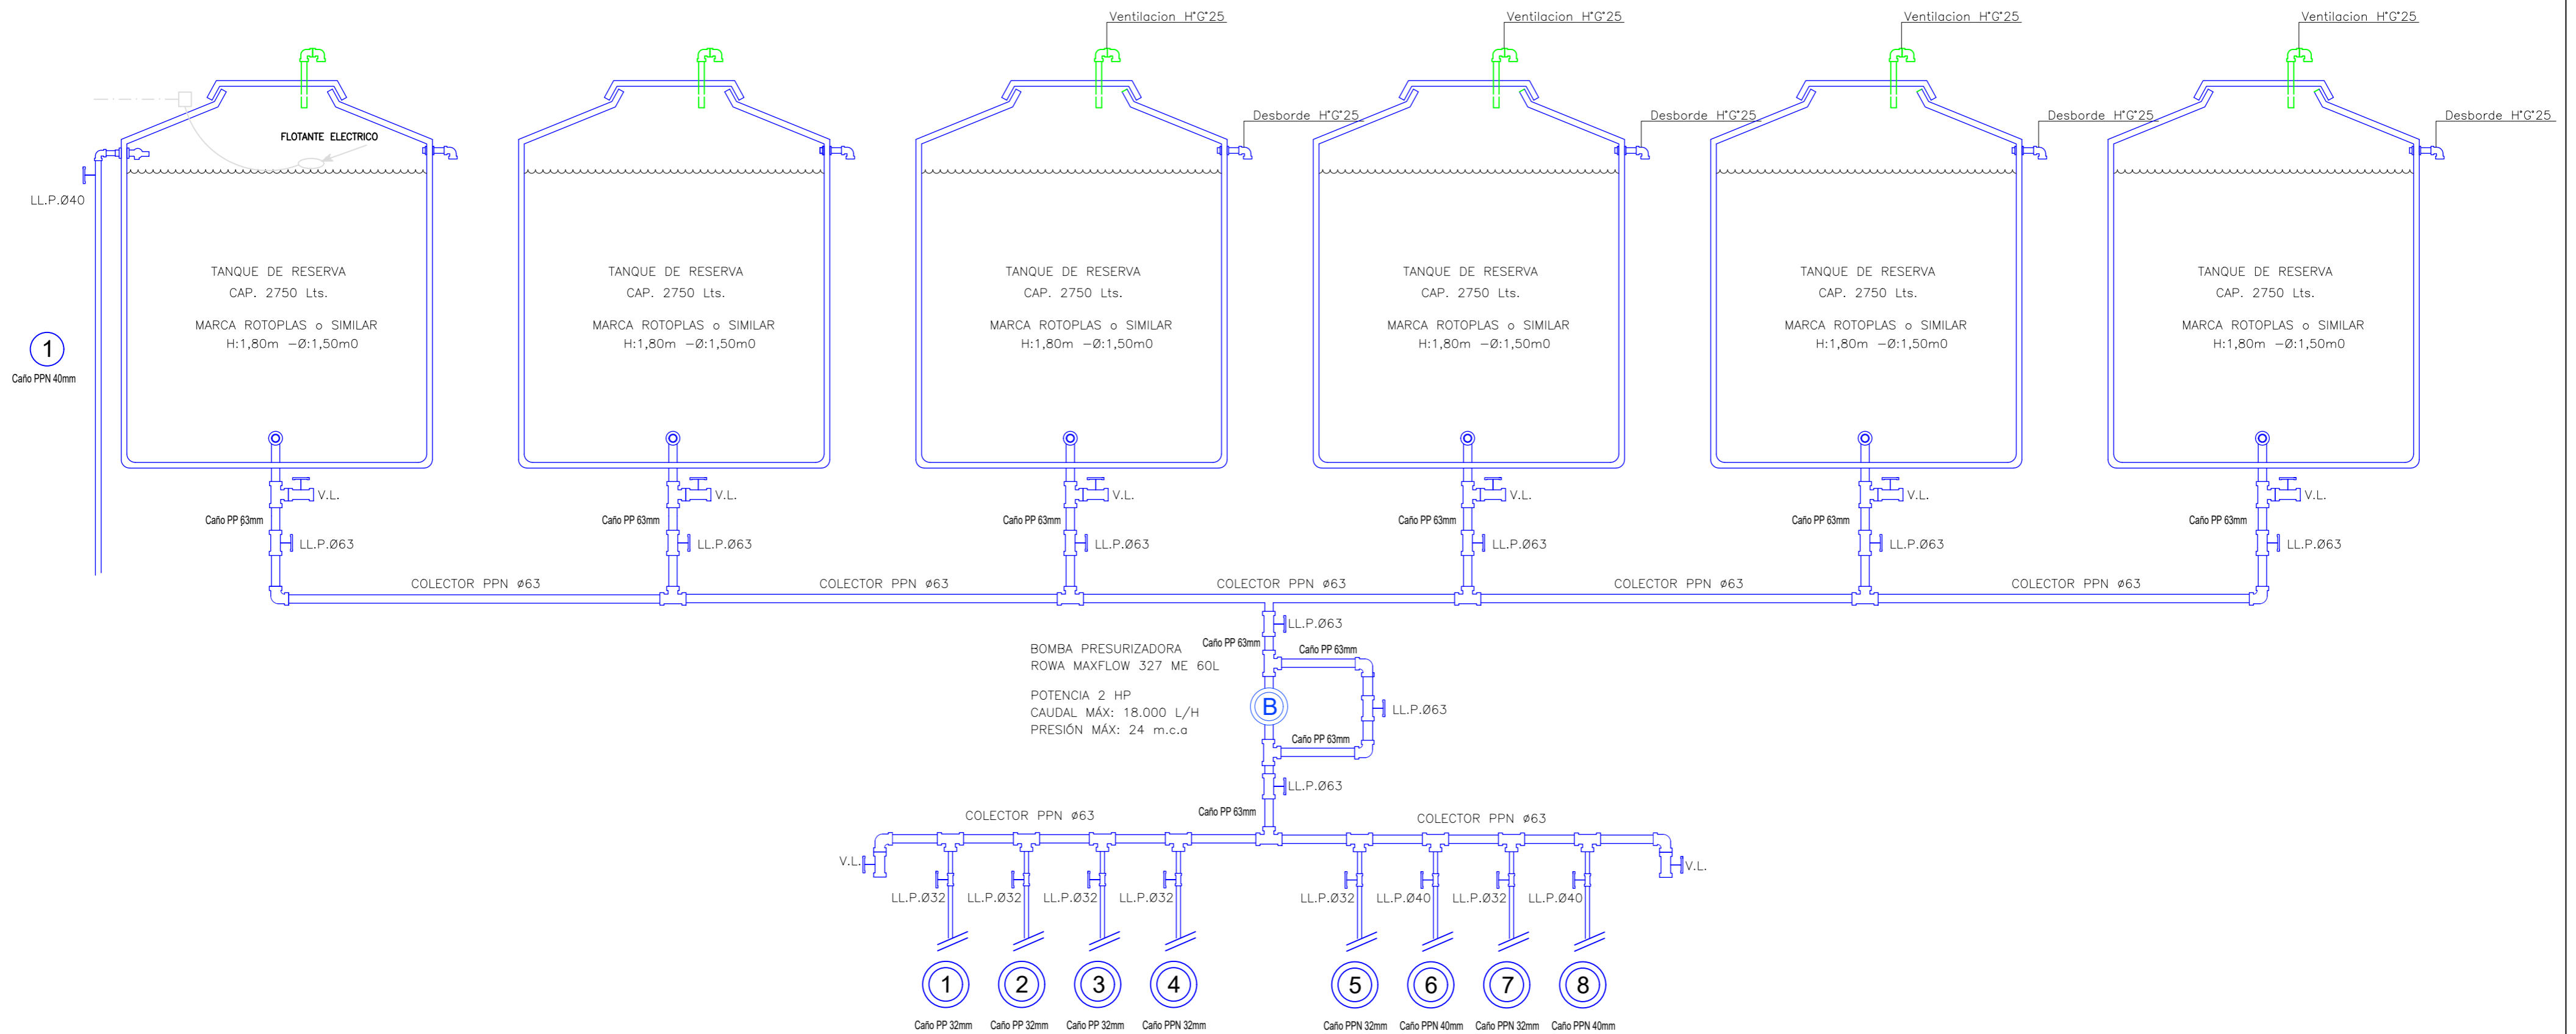 Ventilacion H°G°25
Ventilacion H°G°25
Ventilacion H°G°25
Ventilacion H°G°25
Desborde H°G°25
Desborde H°G°25
Desborde H°G°25
Desborde H°G°25
FLOTANTE ELECTRICO
LL.P.Ø40
TANQUE DE RESERVA
CAP. 2750 Lts.
MARCA ROTOPLAS o SIMILAR
H:1,80m –Ø:1,50m0
TANQUE DE RESERVA
CAP. 2750 Lts.
MARCA ROTOPLAS o SIMILAR
H:1,80m –Ø:1,50m0
TANQUE DE RESERVA
CAP. 2750 Lts.
MARCA ROTOPLAS o SIMILAR
H:1,80m –Ø:1,50m0
TANQUE DE RESERVA
CAP. 2750 Lts.
MARCA ROTOPLAS o SIMILAR
H:1,80m –Ø:1,50m0
TANQUE DE RESERVA
CAP. 2750 Lts.
MARCA ROTOPLAS o SIMILAR
H:1,80m –Ø:1,50m0
TANQUE DE RESERVA
CAP. 2750 Lts.
MARCA ROTOPLAS o SIMILAR
H:1,80m –Ø:1,50m0
1
Caño PPN 40mm
V.L.
V.L.
V.L.
V.L.
V.L.
V.L.
Caño PP 63mm
Caño PP 63mm
Caño PP 63mm
Caño PP 63mm
Caño PP 63mm
Caño PP 63mm
LL.P.Ø63
LL.P.Ø63
LL.P.Ø63
LL.P.Ø63
LL.P.Ø63
LL.P.Ø63
COLECTOR PPN ø63
COLECTOR PPN ø63
COLECTOR PPN ø63
COLECTOR PPN ø63
COLECTOR PPN ø63
LL.P.Ø63
Caño PP 63mm
Caño PP 63mm
BOMBA PRESURIZADORA
ROWA MAXFLOW 327 ME 60L
POTENCIA 2 HP
CAUDAL MÁX: 18.000 L/H
PRESIÓN MÁX: 24 m.c.a
B
LL.P.Ø63
Caño PP 63mm
LL.P.Ø63
Caño PP 63mm
COLECTOR PPN ø63
COLECTOR PPN ø63
V.L.
V.L.
LL.P.Ø32
LL.P.Ø32
LL.P.Ø32
LL.P.Ø32
LL.P.Ø32
LL.P.Ø40
LL.P.Ø32
LL.P.Ø40
1
2
3
4
5
6
7
8
Caño PP 32mm
Caño PP 32mm
Caño PP 32mm
Caño PPN 32mm
Caño PPN 32mm
Caño PPN 40mm
Caño PPN 32mm
Caño PPN 40mm